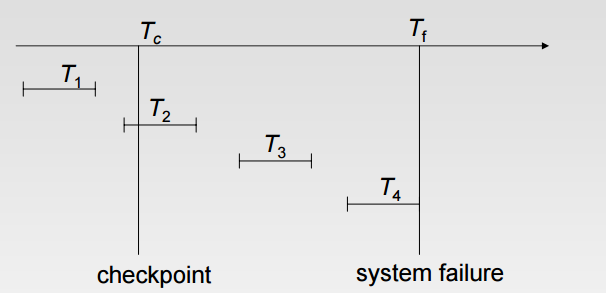 Tc
Tf
T1
T2
T3
T4
checkpoint
system failure